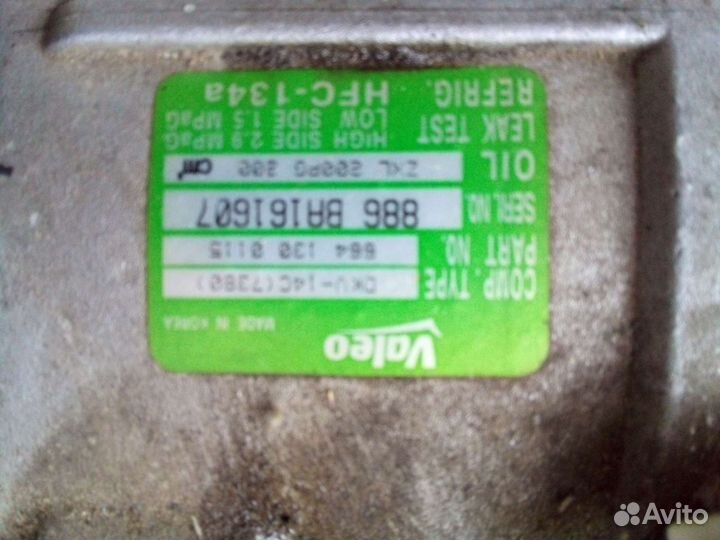 Valeo
MADE IN KOREA
COMP. TYPE DKV-14C(7380)
PART NO. 664 130 0115
SERI.NO 886 BA161607
OIL ZXL 200PG 200 cm³
LEAK TEST HIGH SIDE 2.9 MPaG
LOW SIDE 1.5 MPaG
REFRIG. HFC-134a
Avito